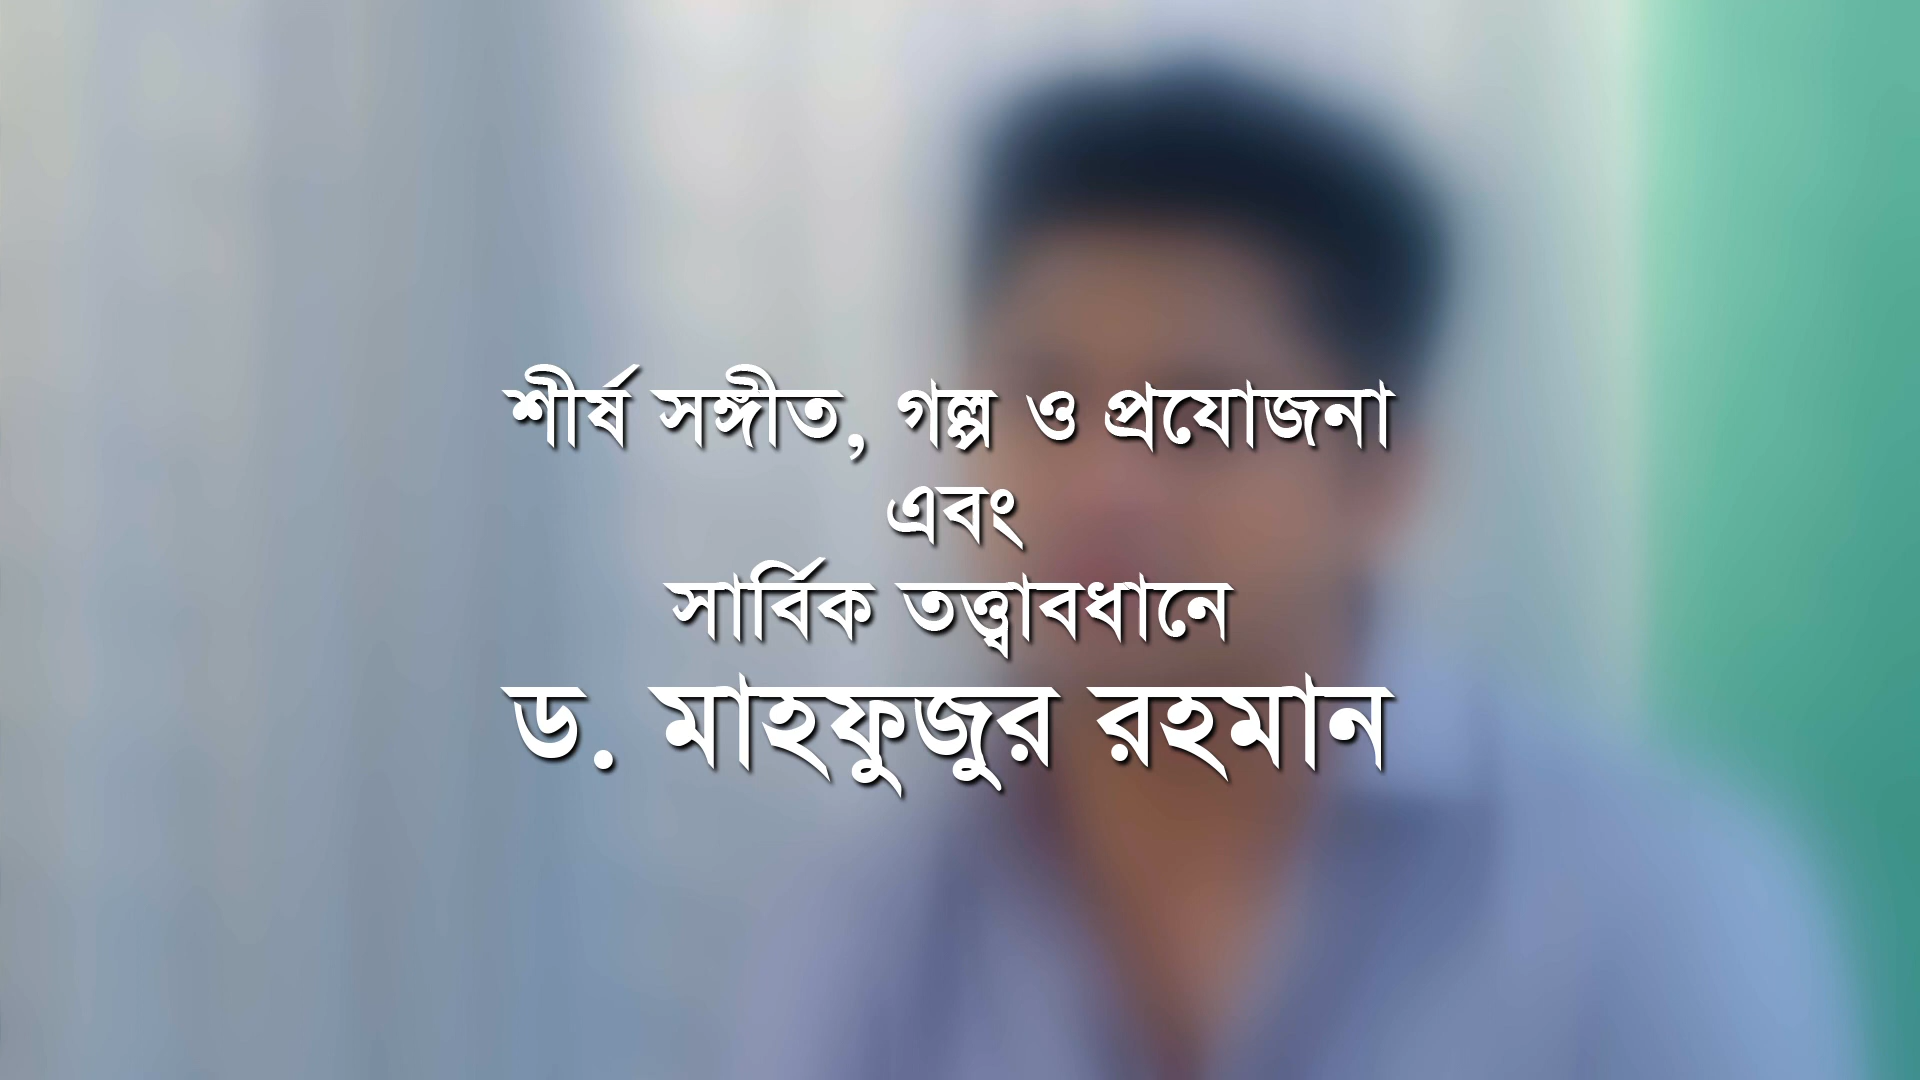 শীর্ষ সঙ্গীত, গল্প ও প্রযোজনা
এবং
সার্বিক তত্ত্বাবধানে
ড. মাহফুজুর রহমান